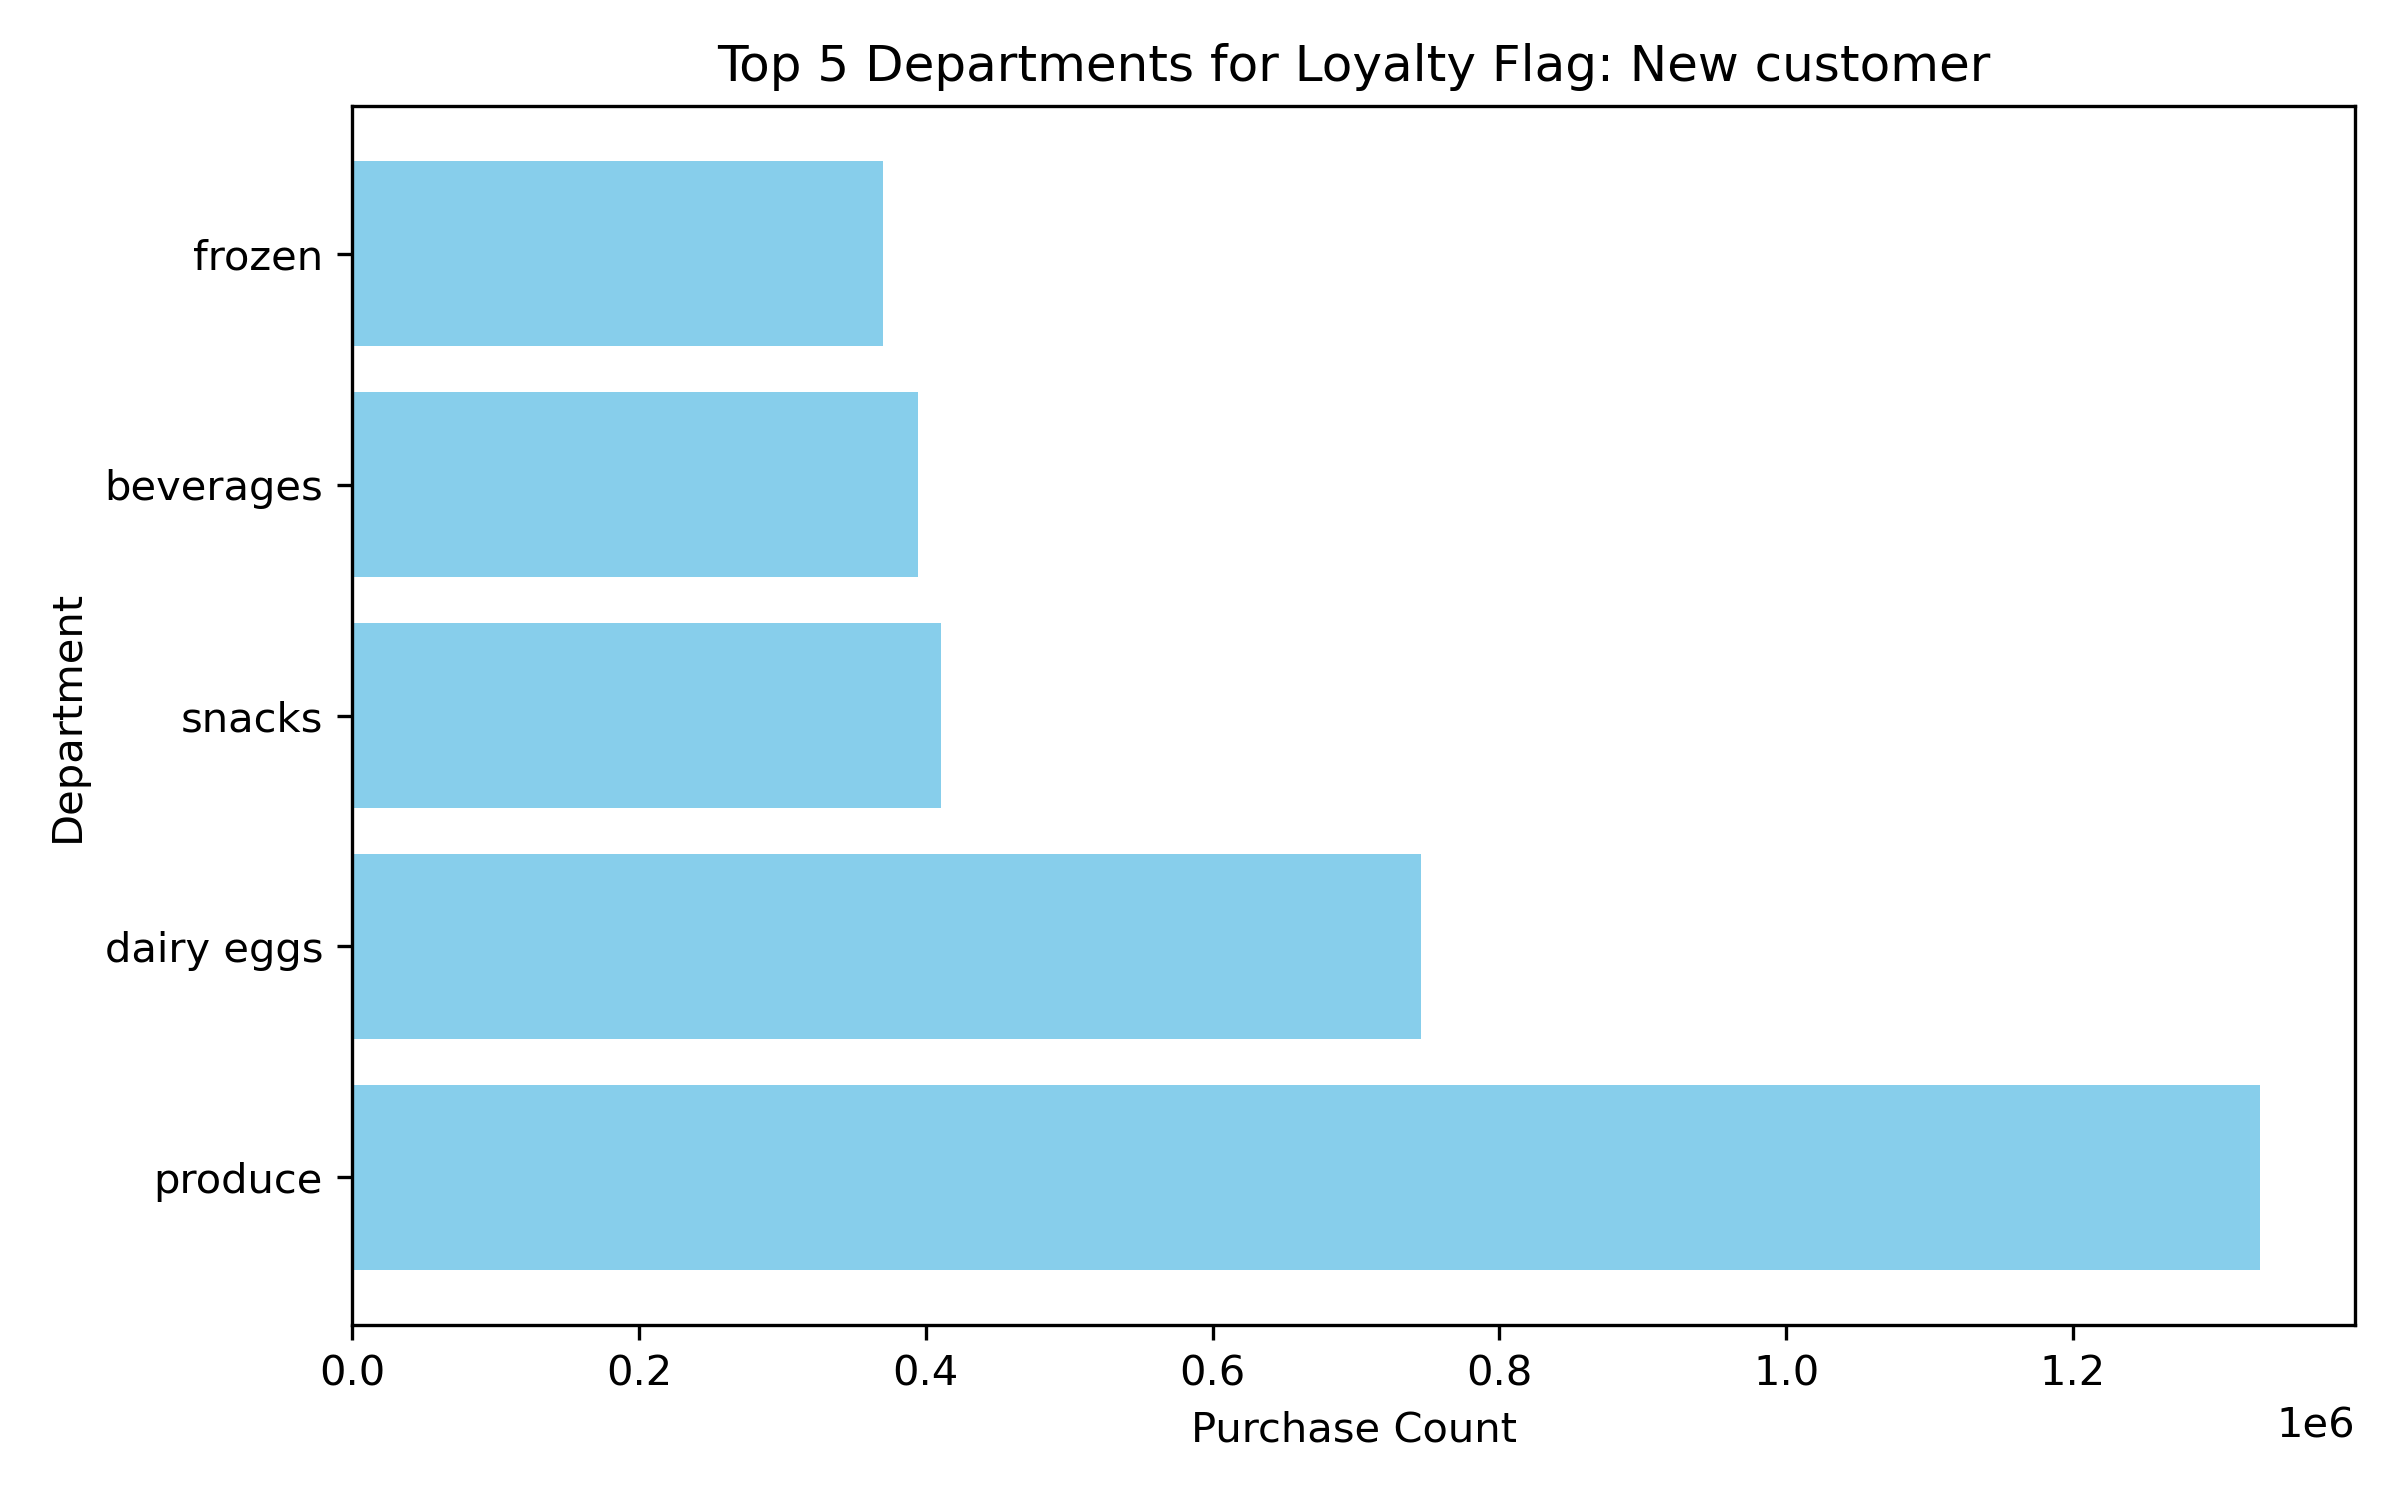 Top 5 Departments for Loyalty Flag: New customer
frozen
beverages
snacks
dairy eggs
produce
Department
0.0 0.2 0.4 0.6 0.8 1.0 1.2
1e6
Purchase Count